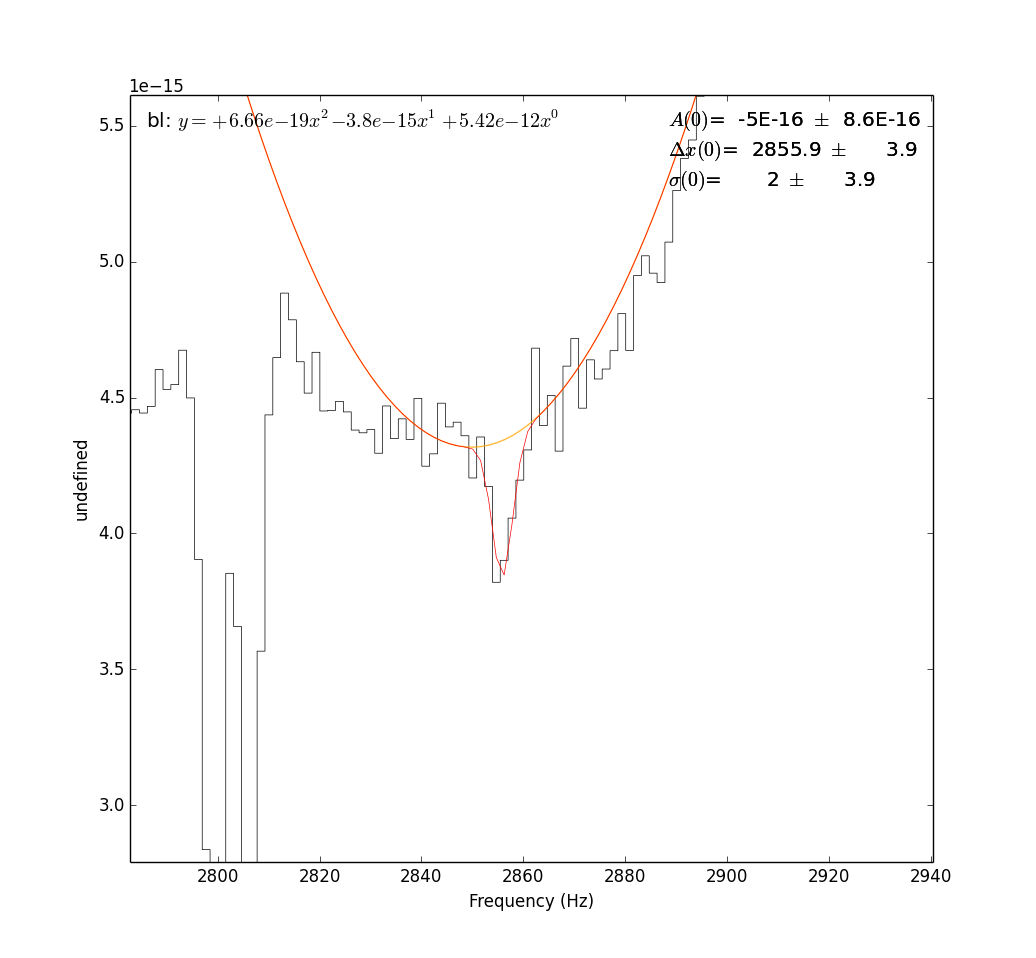 1e−15
bl: y = +6.66e−19x² −3.8e−15x¹ +5.42e−12x⁰
A(0)= -5E-16 ± 8.6E-16
Δx(0)= 2855.9 ± 3.9
σ(0)= 2 ± 3.9
5.5
5.0
4.5
4.0
3.5
3.0
undefined
2800 2820 2840 2860 2880 2900 2920 2940
Frequency (Hz)